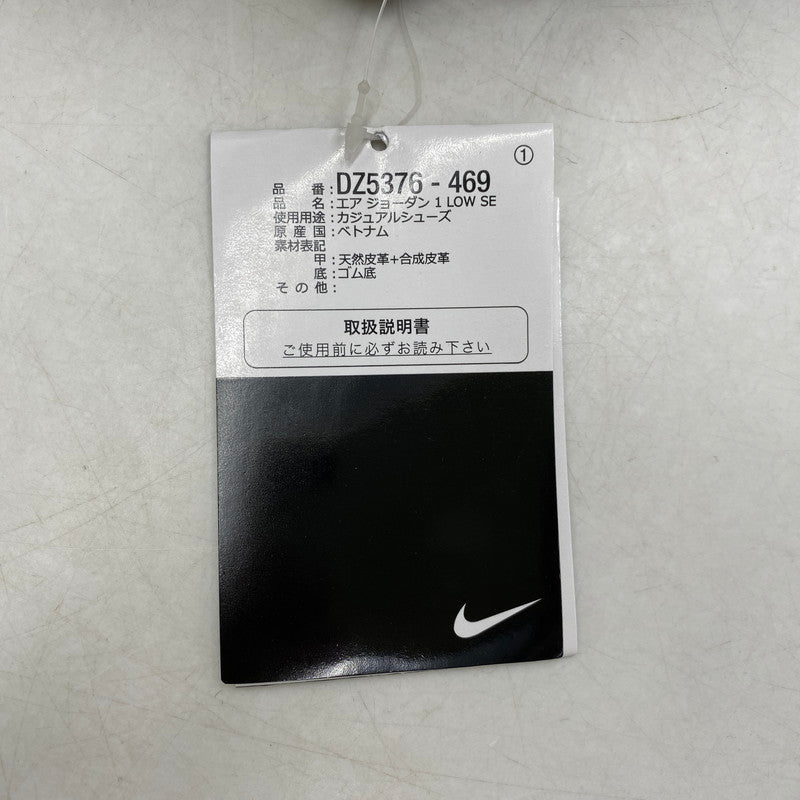 ①
品 番 : DZ5376 - 469
品 名 : エア ジョーダン 1 LOW SE
使用用途 : カジュアルシューズ
原 産 国 : ベトナム
素材表記
甲 : 天然皮革+合成皮革
底 : ゴム底
そ の 他 :
取扱説明書
ご使用前に必ずお読み下さい